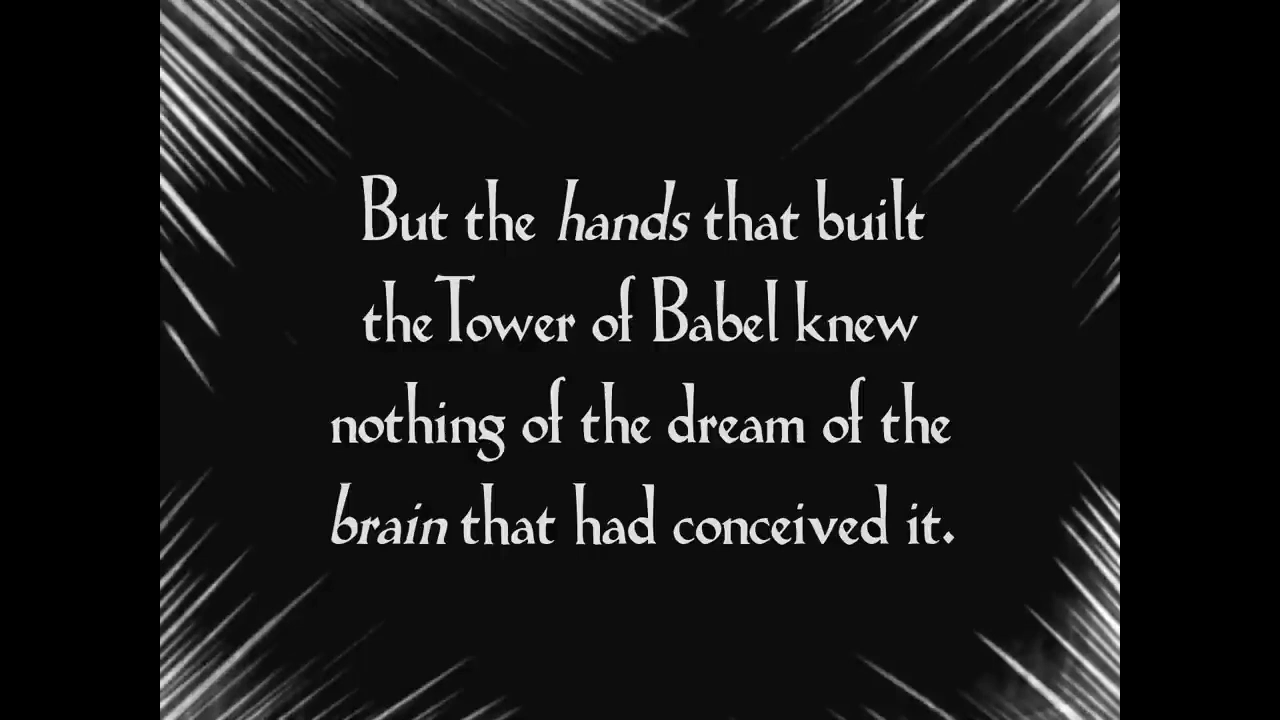 But the hands that built
the Tower of Babel knew
nothing of the dream of the
brain that had conceived it.